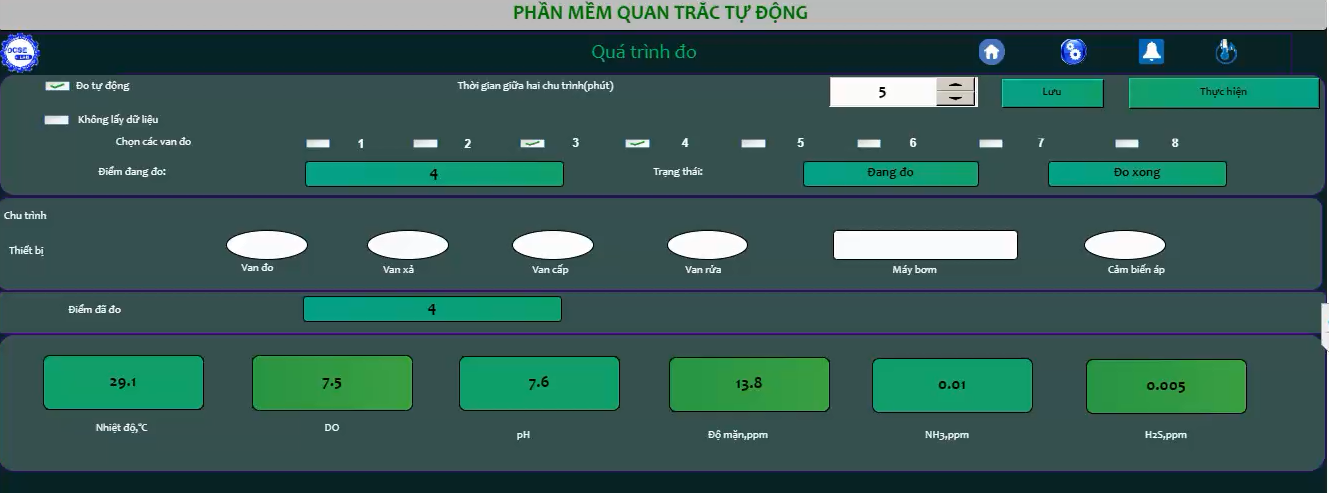 PHẦN MỀM QUAN TRẮC TỰ ĐỘNG
DCSE
Quá trình đo
Đo tự động
Thời gian giữa hai chu trình(phút)
5
Lưu
Thực hiện
Không lấy dữ liệu
Chọn các van đo
1 2 3 4 5 6 7 8
Điểm đang đo:
4
Trạng thái:
Đang đo
Đo xong
Chu trình
Thiết bị
Van đo
Van xả
Van cấp
Van rửa
Máy bơm
Cảm biến áp
Điểm đã đo
4
29.1 7.5 7.6 13.8 0.01 0.005
Nhiệt độ,°C DO pH Độ mặn,ppm NH3,ppm H2S,ppm